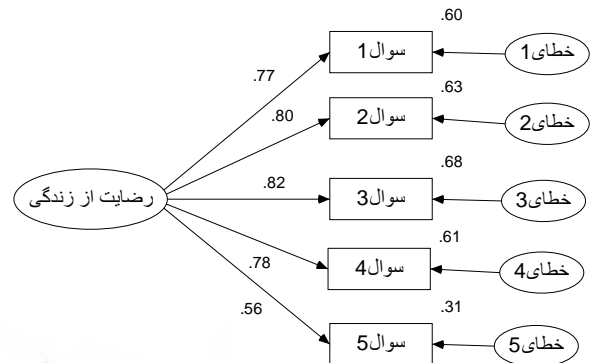 .60
سوال1
خطای1
.77
.63
سوال2
خطای2
.80
.68
سوال3
خطای3
.82
رضایت از زندگی
.61
سوال4
خطای4
.78
.31
سوال5
خطای5
.56